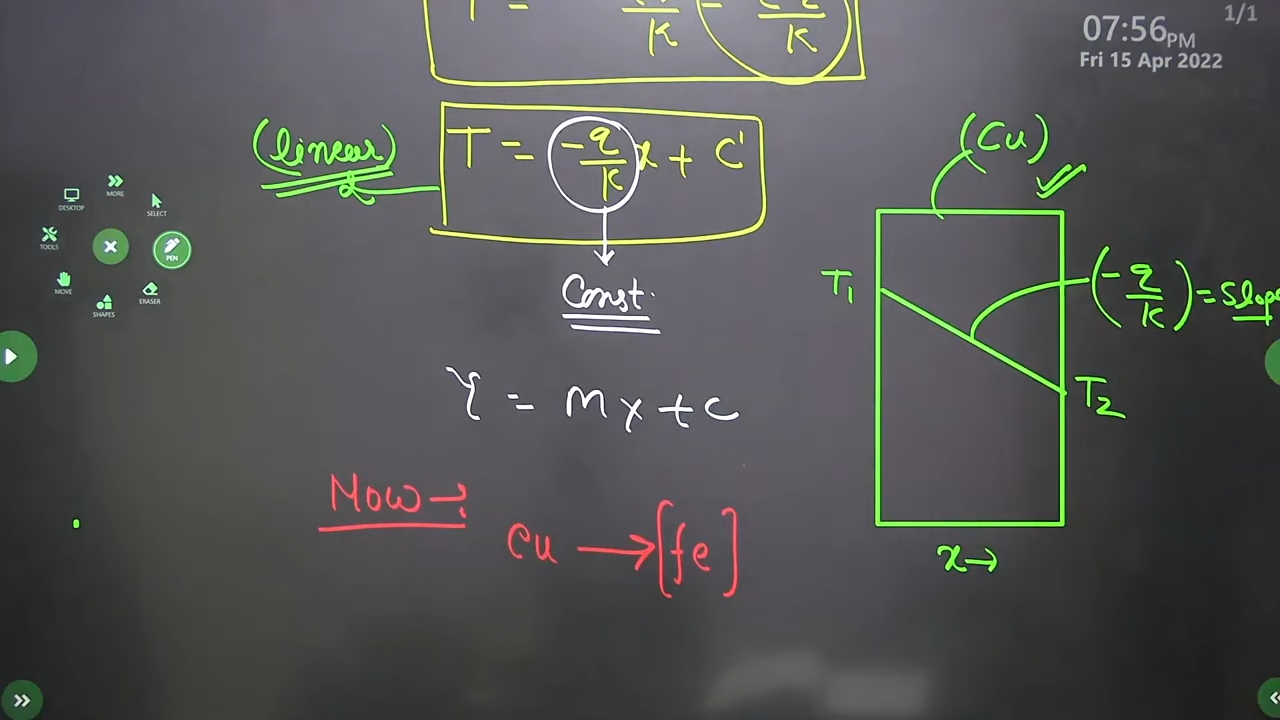 1/1
07:56PM
Fri 15 Apr 2022
K K
(linear) T = -q/K x + C'
(Cu)
DESKTOP
MORE
SELECT
TOOLS
PEN
MOVE
SHAPES
ERASER
Const.
T1
(-q/K) = Slope
T2
Y = Mx + C
Now →
Cu → [fe]
x →